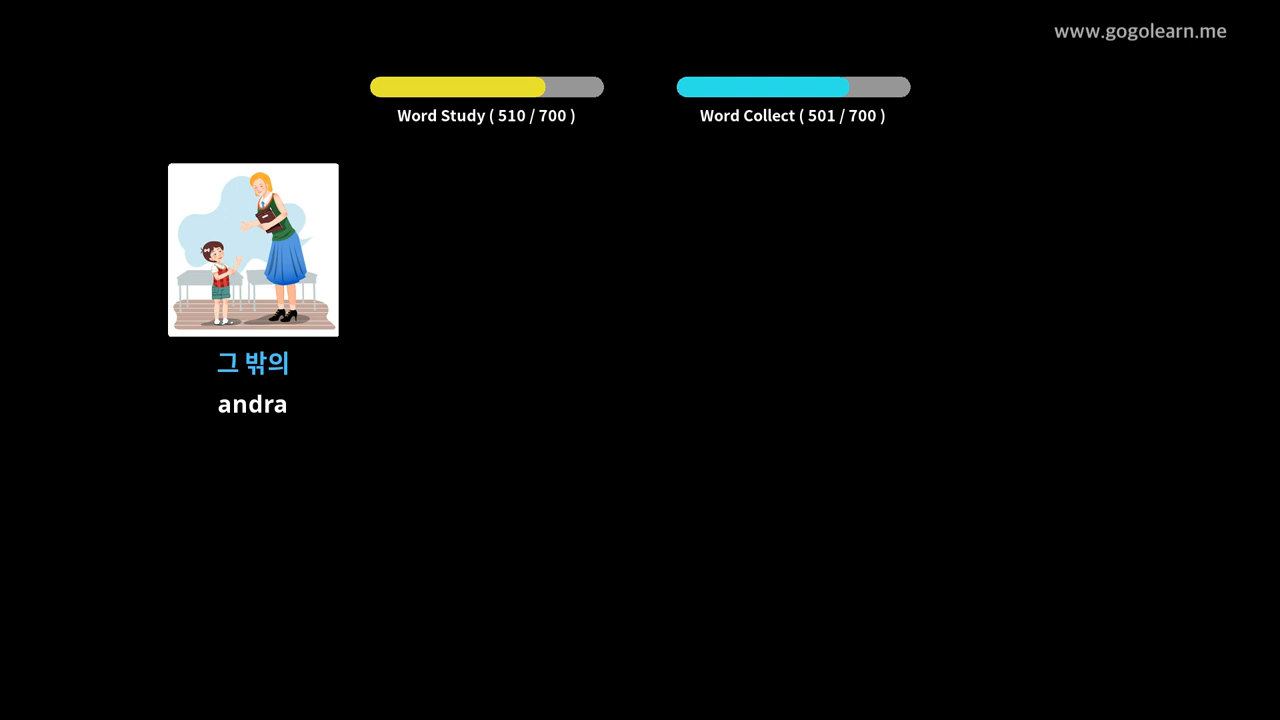 www.gogolearn.me
Word Study ( 510 / 700 )
Word Collect ( 501 / 700 )
그 밖의
andra